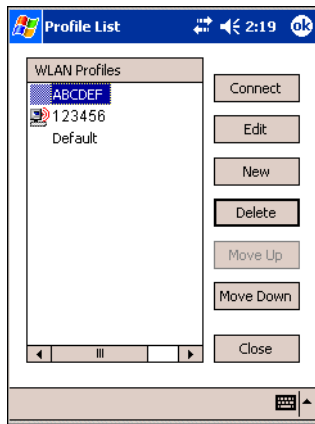 Profile List 2:19 ok
WLAN Profiles
ABCDEF
123456
Default
Connect
Edit
New
Delete
Move Up
Move Down
Close